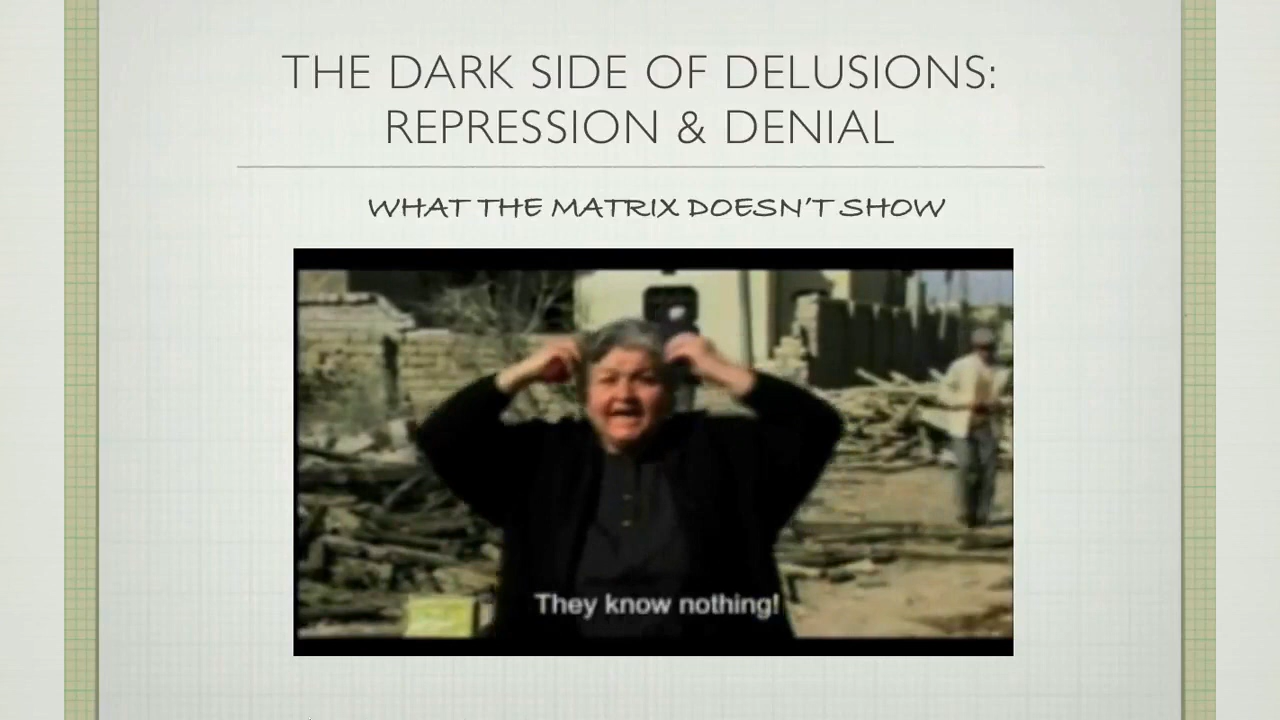 THE DARK SIDE OF DELUSIONS:
REPRESSION & DENIAL
WHAT THE MATRIX DOESN'T SHOW
They know nothing!